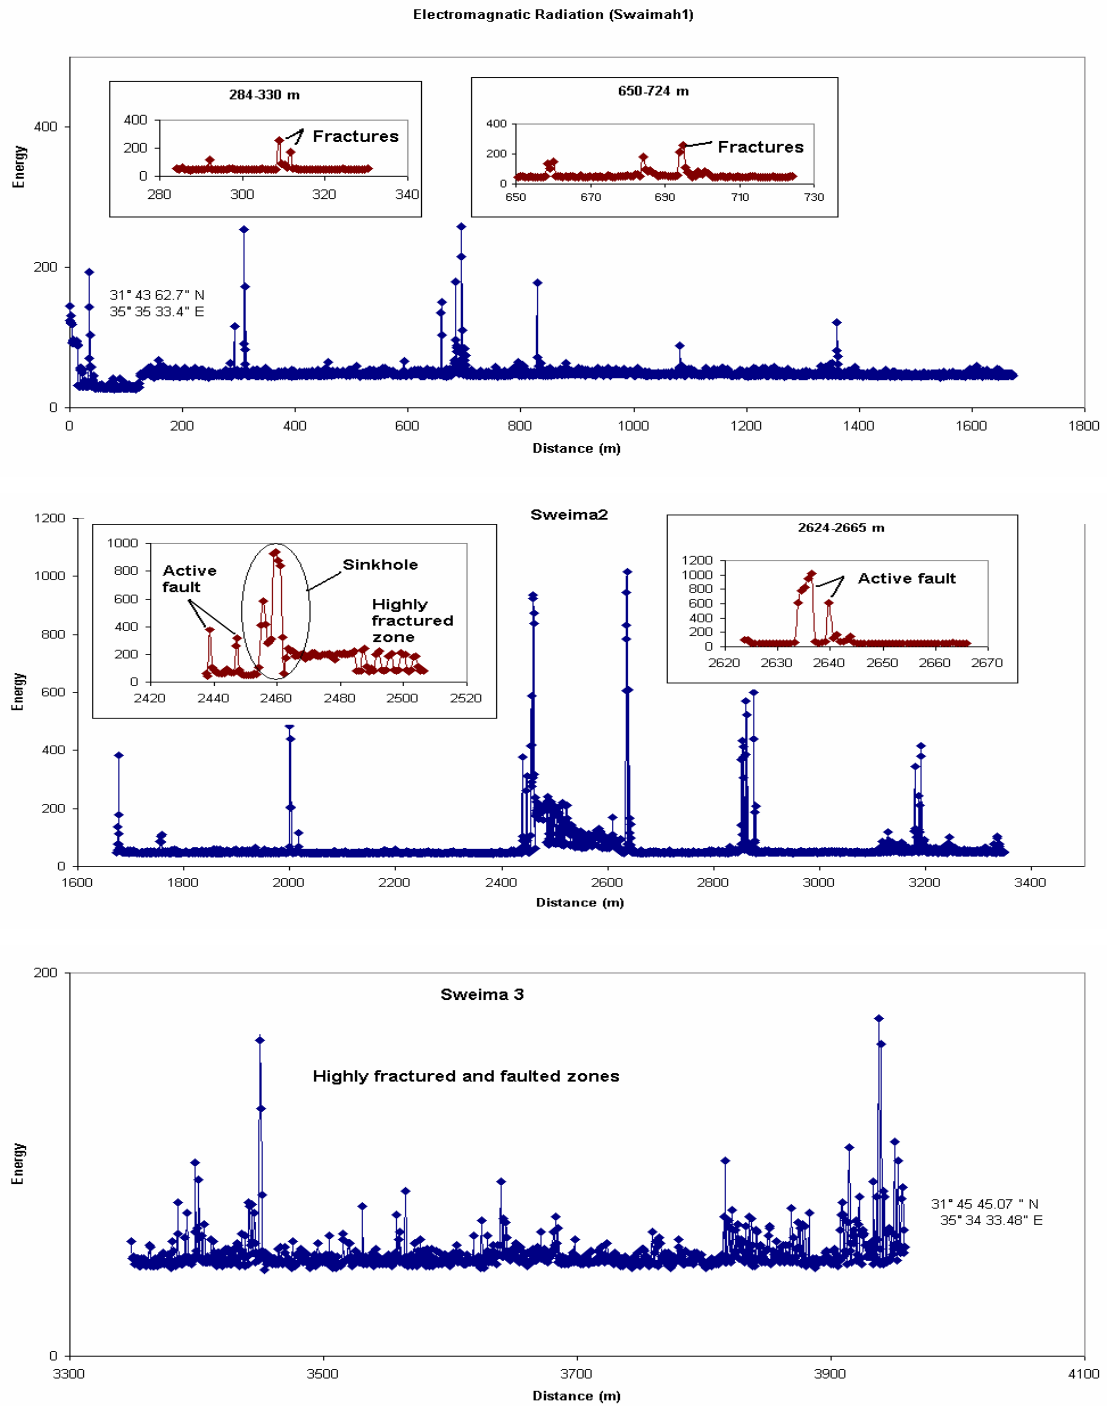 Electromagnetic Radiation (Swaimah1)
284-330 m
400
200
0
280 300 320 340
Fractures
650-724 m
400
200
0
650 670 690 710 730
Fractures
400
200
0
Energy
31° 43 62.7" N
35° 35 33.4" E
0 200 400 600 800 1000 1200 1400 1600 1800
Distance (m)
Sweima2
1200
1000
800
600
400
200
0
Energy
1000
800
600
400
200
0
2420 2440 2460 2480 2500 2520
Active
fault
Sinkhole
Highly
fractured
zone
2624-2665 m
1200
1000
800
600
400
200
0
2620 2630 2640 2650 2660 2670
Active fault
1600 1800 2000 2200 2400 2600 2800 3000 3200 3400
Distance (m)
200
0
Energy
Sweima 3
Highly fractured and faulted zones
31° 45 45.07 " N
35° 34 33.48" E
3300 3500 3700 3900 4100
Distance (m)